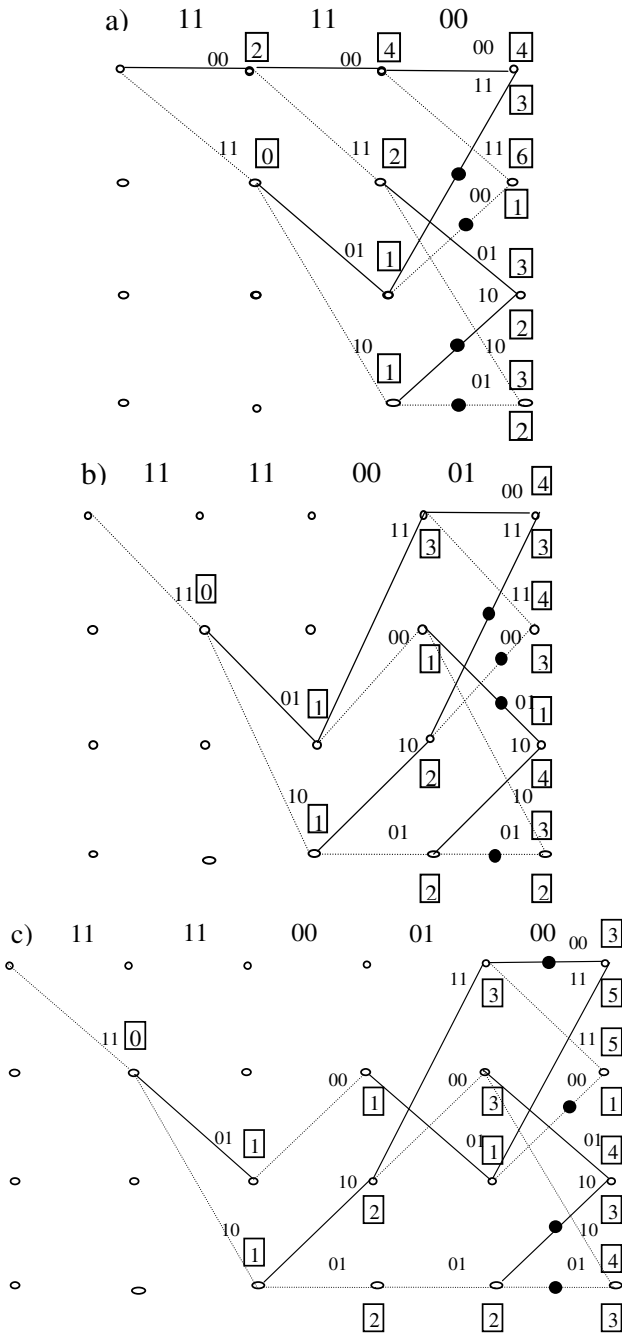 a) 11 11 00
00 2 00 4 00 4
11 3
11 0 11 2 11 6
00 1
01 1 01 3
10 2
10 1 10 3
01
2
b) 11 11 00 01
00 4
11 3 11 3
11 0 11 4
00 1 00 3
01 1 01 1
10 2 10 4
10 1 10 3
01 01
2 2
c) 11 11 00 01 00
00 3
11 3 11 5
11 0 11 5
00 1 00 3 00 1
01 1 01 1 01 4
10 2 10 3
10 1 10 4
01 01 01
2 2 3